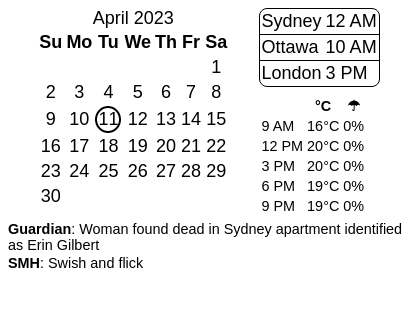 April 2023
Su Mo Tu We Th Fr Sa
1
2 3 4 5 6 7 8
9 10 11 12 13 14 15
16 17 18 19 20 21 22
23 24 25 26 27 28 29
30
Sydney 12 AM
Ottawa 10 AM
London 3 PM
°C ☂
9 AM 16°C 0%
12 PM 20°C 0%
3 PM 20°C 0%
6 PM 19°C 0%
9 PM 19°C 0%
Guardian: Woman found dead in Sydney apartment identified
as Erin Gilbert
SMH: Swish and flick